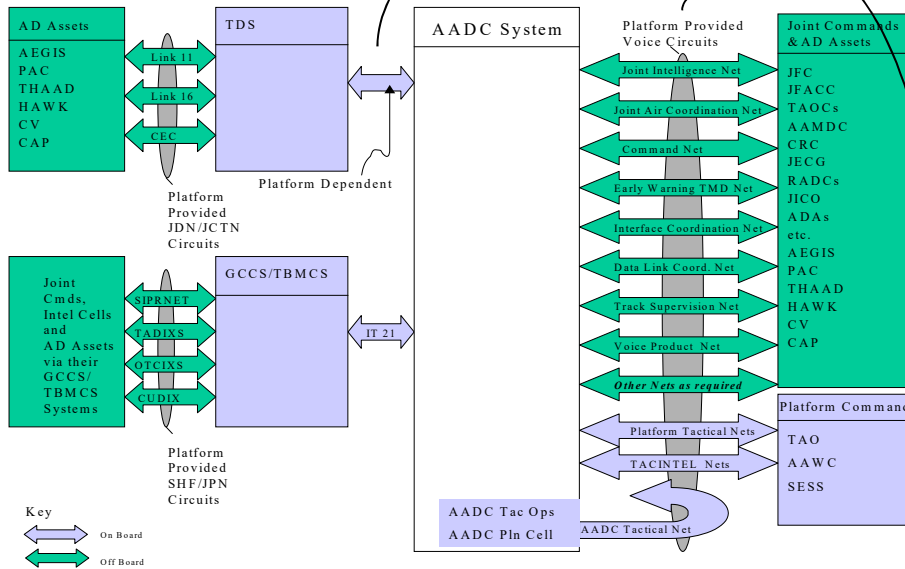 AD Assets
AEGIS
PAC
THAAD
HAWK
CV
CAP
Link 11
Link 16
CEC
TDS
Platform
Provided
JDN/JCTN
Circuits
Platform Dependent
Joint
Cmds,
Intel Cells
and
AD Assets
via their
GCCS/
TBMCS
Systems
SIPRNET
TADIXS
OTCIXS
CUDIX
GCCS/TBMCS
IT 21
Platform
Provided
SHF/JPN
Circuits
Key
On Board
Off Board
AADC System
AADC Tac Ops
AADC Pln Cell
Platform Provided
Voice Circuits
Joint Intelligence Net
Joint Air Coordination Net
Command Net
Early Warning TMD Net
Interface Coordination Net
Data Link Coord. Net
Track Supervision Net
Voice Product Net
Other Nets as required
Platform Tactical Nets
TACINTEL Nets
AADC Tactical Net
Joint Commands
& AD Assets
JFC
JFACC
TAOCs
AAMDC
CRC
JECG
RADCs
JICO
ADAs
etc.
AEGIS
PAC
THAAD
HAWK
CV
CAP
Platform Command
TAO
AAWC
SESS